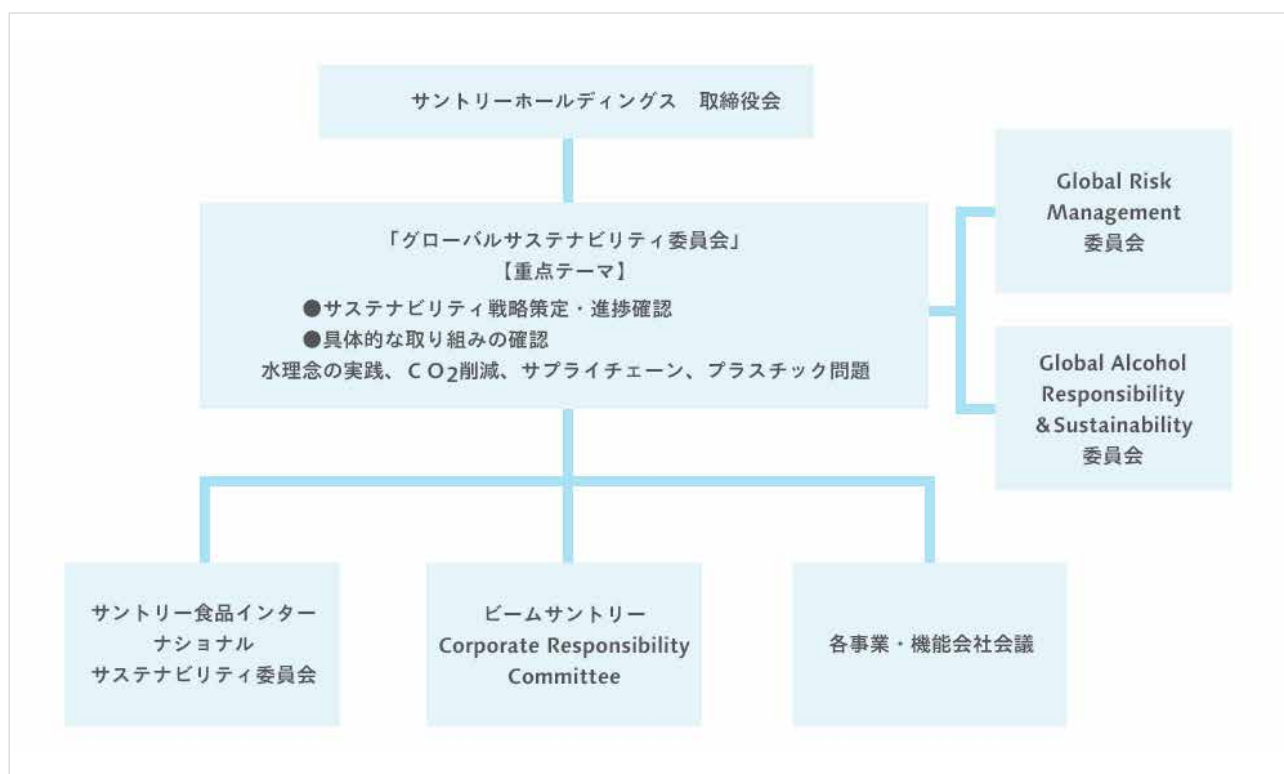 サントリーホールディングス 取締役会
「グローバルサステナビリティ委員会」
【重点テーマ】
●サステナビリティ戦略策定・進捗確認
●具体的な取り組みの確認
水理念の実践、CO2削減、サプライチェーン、プラスチック問題
Global Risk
Management
委員会
Global Alcohol
Responsibility
&Sustainability
委員会
サントリー食品インター
ナショナル
サステナビリティ委員会
ビームサントリー
Corporate Responsibility
Committee
各事業・機能会社会議